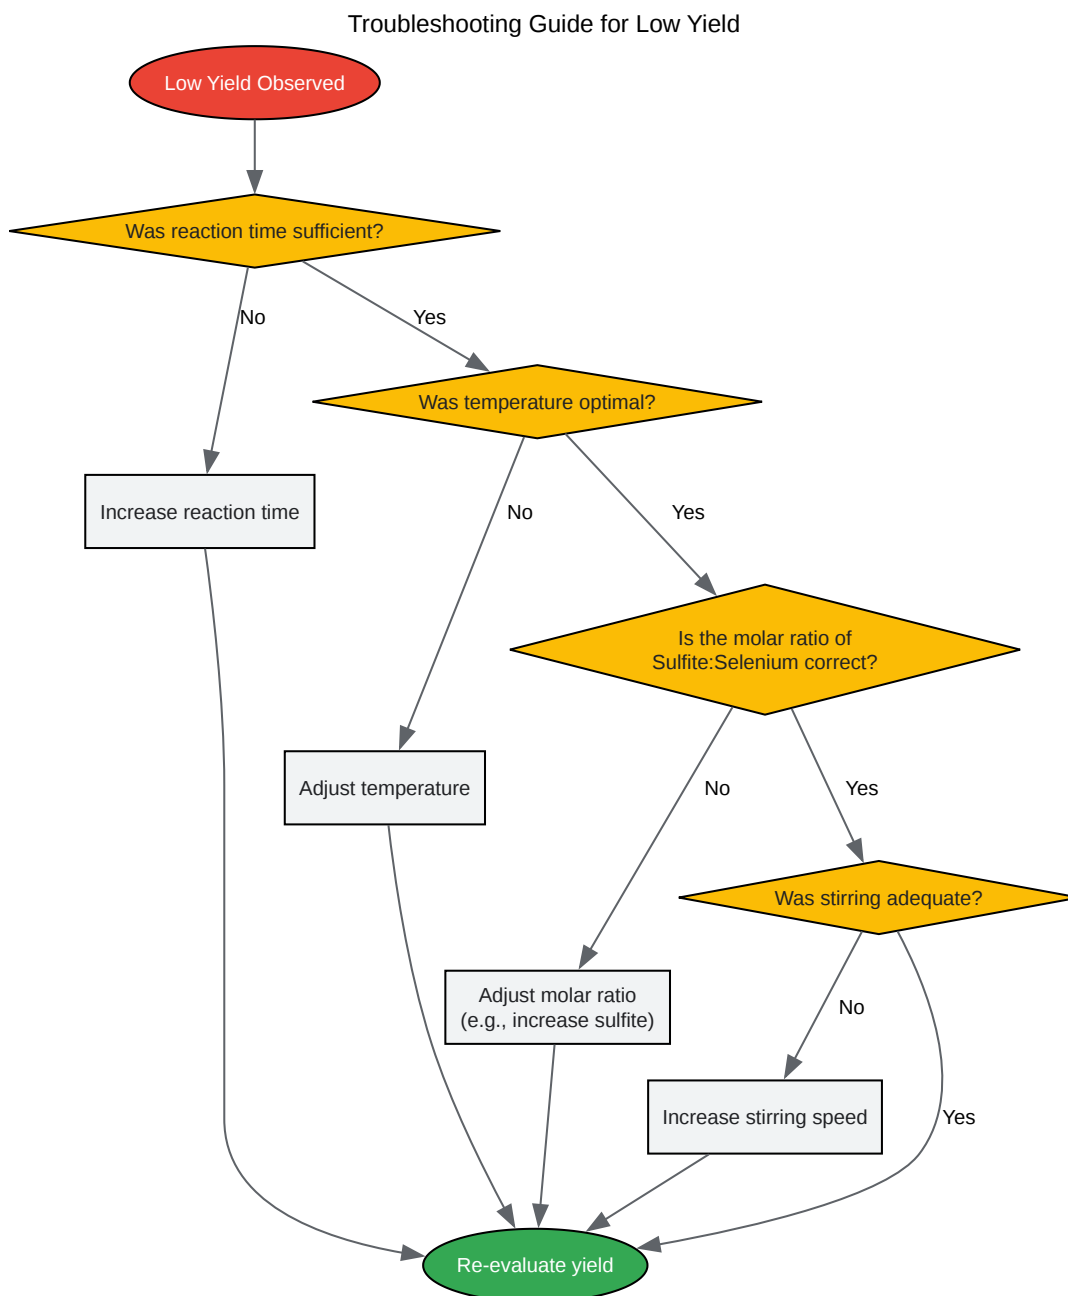 Troubleshooting Guide for Low Yield
Low Yield Observed
Was reaction time sufficient?
No
Yes
Was temperature optimal?
Increase reaction time
No
Yes
Is the molar ratio of
Sulfite:Selenium correct?
Adjust temperature
No
Yes
Was stirring adequate?
Adjust molar ratio
(e.g., increase sulfite)
No
Increase stirring speed
Yes
Re-evaluate yield